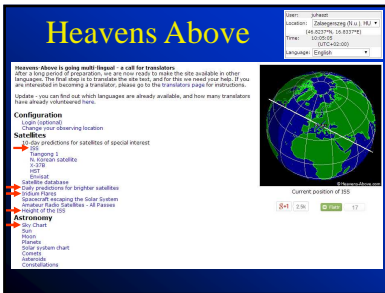 Heavens Above
User: juhaszt
Location: Zalaegerszeg (N.u.), HU
(46.8237°N, 16.8337°E)
Time: 10:05:05
(UTC+02:00)
Language: English
Heavens-Above is going multi-lingual - a call for translators
After a long period of preparation, we are now ready to make the site available in other
languages. The final step is to translate the site text, and for this we need your help. If you
are interested in becoming a translator, please go to the translators page for instructions.
Update - you can find out which languages are already available, and how many translators
have already volunteered here.
Configuration
Login (optional)
Change your observing location
Satellites
10-day predictions for satellites of special interest
ISS
Tiangong 1
N. Korean satellite
X-37B
HST
Envisat
Satellite database
Daily predictions for brighter satellites
Iridium Flares
Spacecraft escaping the Solar System
Amateur Radio Satellites - All Passes
Height of the ISS
Astronomy
Sky Chart
Sun
Moon
Planets
Solar system chart
Comets
Asteroids
Constellations
©Heavens-Above.com
Current position of ISS
g+1 2.5k
17